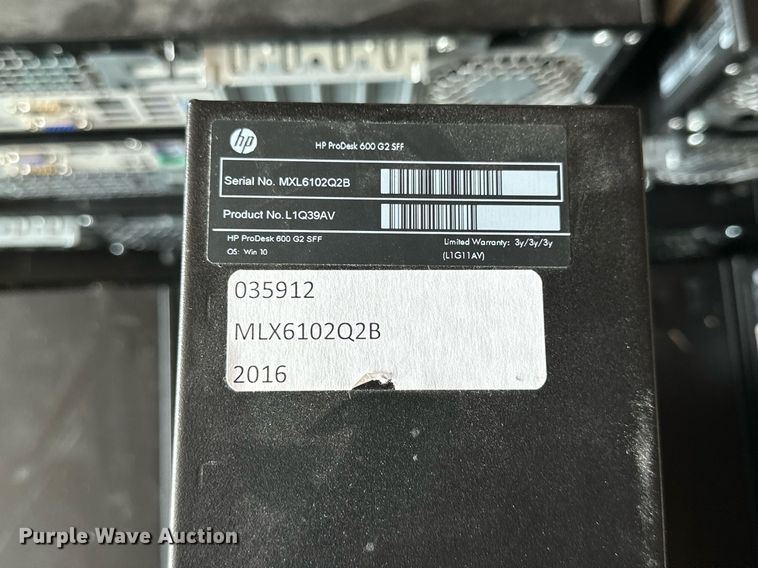 hp
HP ProDesk 600 G2 SFF
Serial No. MXL6102Q2B
Product No. L1Q39AV
HP ProDesk 600 G2 SFF
OS: Win 10
Limited Warranty: 3y/3y/3y
(L1G11AV)
035912
MLX6102Q2B
2016
Purple Wave Auction